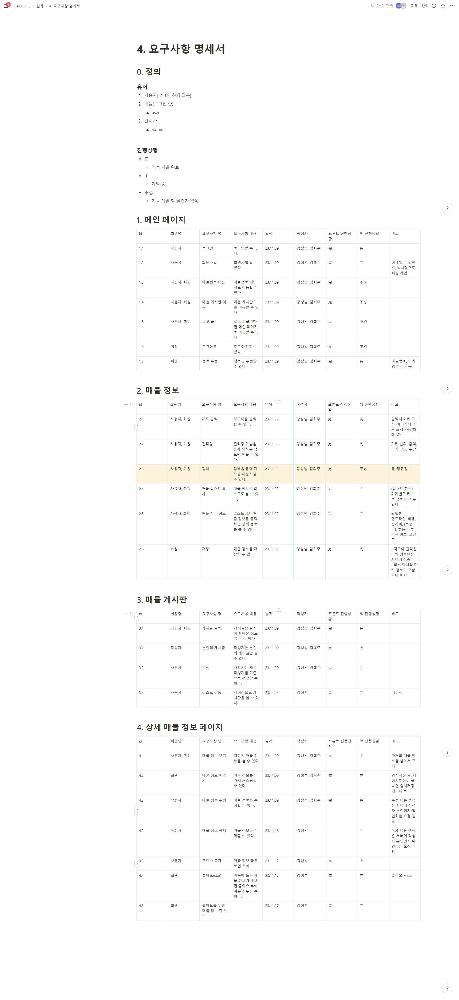 2
SSAFY / ... / 설계 / 4. 요구사항 명세서
5시간 전 편집 성범 공유
4. 요구사항 명세서
0. 정의
유저
1. 사용자(로그인 하지 않은)
2. 회원(로그인 한)
a. user
3. 관리자
a. admin
진행상황
• 完
◦ 기능 개발 완료
• 中
◦ 개발 중
• 不必
◦ 기능 개발 할 필요가 없음
?
1. 메인 페이지
id 회원명 요구사항 명 요구사항 내용 날짜 작성자 프론트 진행상 백 진행상황 비고
황
1.1 사용자 로그인 로그인할 수 있 23.11.09 강성범, 김희주 完 完
다.
1.2 사용자 회원가입 회원가입 할 수 23.11.09 강성범, 김희주 完 完 이메일, 비밀번
있다. 호, 닉네임으로
회원 가입
1.3 사용자, 회원 매물정보 이동 매물정보 페이 23.11.09 강성범, 김희주 完 不必
지로 이동할 수
있다.
1.4 사용자, 회원 매물 게시판 이 매물 게시판으 23.11.09 강성범, 김희주 完 不必
동 로 이동할 수 있
다.
1.5 사용자, 회원 로고 클릭 로고를 클릭하 23.11.09 강성범, 김희주 完 不必
면 메인 페이지
로 이동할 수 있
다.
1.6 회원 로그아웃 로그아웃할 수 23.11.09 강성범, 김희주 完 不必
있다.
1.7 회원 정보 수정 정보를 수정할 23.11.09 강성범, 김희주 完 完 비밀번호, 닉네
수 있다. 임 수정 가능
2. 매물 정보
?
id 회원명 요구사항 명 요구사항 내용 날짜 작성자 프론트 진행상 백 진행상황 비고
황
2.1 사용자, 회원 지도 클릭 지도위를 클릭 23.11.09 강성범, 김희주 完 完 클릭시 마커 표
할 수 있다. 시, 여러개의 마
커 표시 가능(최
대 3개)
2.2 사용자, 회원 필터링 필터링 기능을 23.11.09 강성범, 김희주 完 完 거래 날짜, 금액,
통해 원하는 정 크기, 이동 수단
보만 얻을 수 있
다.
2.3 사용자, 회원 검색 검색을 통해 지 23.11.09 강성범, 김희주 完 不必 동, 정류장, ...
도를 이동시킬
수 있다.
2.4 사용자, 회원 매물 리스트 표 매물 정보를 리 23.11.09 강성범, 김희주 完 完 (리스트 형식)
사 스트로 볼 수 있 마커별로 리스
다. 트 정보를 볼 수
있다.
2.5 사용자, 회원 매물 상세 정보 리스트에서 매 23.11.09 강성범, 김희주 完 完 팝업창
물 정보를 클릭 랜트타입, 비용,
하면 상세 정보 관리비, [보증
를 볼 수 있다. 금], 부동산, 부
동산 번호, 코멘
트
2.6 회원 저장 매물 정보를 저 23.11.09 강성범, 김희주 完 完 - 지도에 클릭된
장할 수 있다. 마커 정보만을
서버에 전송
- 최소 하나의 마
커 정보가 포함
되어야 함
?
3. 매물 게시판
id 회원명 요구사항 명 요구사항 내용 날짜 작성자 프론트 진행상 백 진행상황 비고
황
3.1 사용자, 회원 게시글 클릭 게시글을 클릭 23.11.09 강성범, 김희주 完 完
하여 매물 정보
를 볼 수 있다.
3.2 작성자 본인의 게시글 작성자는 본인 23.11.09 강성범, 김희주 完 完
의 게시글만 볼
수 있다.
3.3 사용자 검색 사용자는 제목, 23.11.09 강성범, 김희주 完 完
작성자를 기준
으로 검색할 수
있다.
3.4 사용자 리스트 이동 페이징으로 게 23.11.14 강성범 完 完 페이징
시판을 볼 수 있
다.
4. 상세 매물 정보 페이지
id 회원명 요구사항 명 요구사항 내용 날짜 작성자 프론트 진행상 백 진행상황 비고
황
?
4.1 사용자, 회원 매물 정보 보기 저장된 매물 정 23.11.09 강성범, 김희주 完 完 마커와 매물 정
보를 볼 수 있다. 보를 받아서 표
시
4.2 회원 매물 정보 퍼가 매물 정보를 퍼 23.11.09 강성범, 김희주 完 完 임시저장 후, 페
기 가서 커스텀할 이지이동이 끝
수 있다. 나면 임시저장
데이터 로드
4.3 작성자 매물 정보 수정 매물 정보를 수 23.11.09 강성범, 김희주 完 完 수정 버튼 생성
정할 수 있다. 은 서버에 작성
자 본인인지 확
인하는 요청 필
요
4.3 작성자 매물 정보 삭제 매물 정보를 삭 23.11.16 강성범 完 삭제 버튼 생성
제할 수 있다. 은 서버에 작성
자 본인인지 확
인하는 요청 필
요
4.3 사용자 조회수 증가 매물 정보 글을 23.11.17 강성범 完 完
보면 조회
4.4 회원 좋아요(star) 마음에 드는 매 23.11.17 강성범 完 完 좋아요 = star
물 정보가 잇으
면 좋아요(star)
버튼을 누를 수
있다.
4.5 회원 좋아요를 누른 23.11.17 강성범 完 完
매물 정보 만 보
기
?